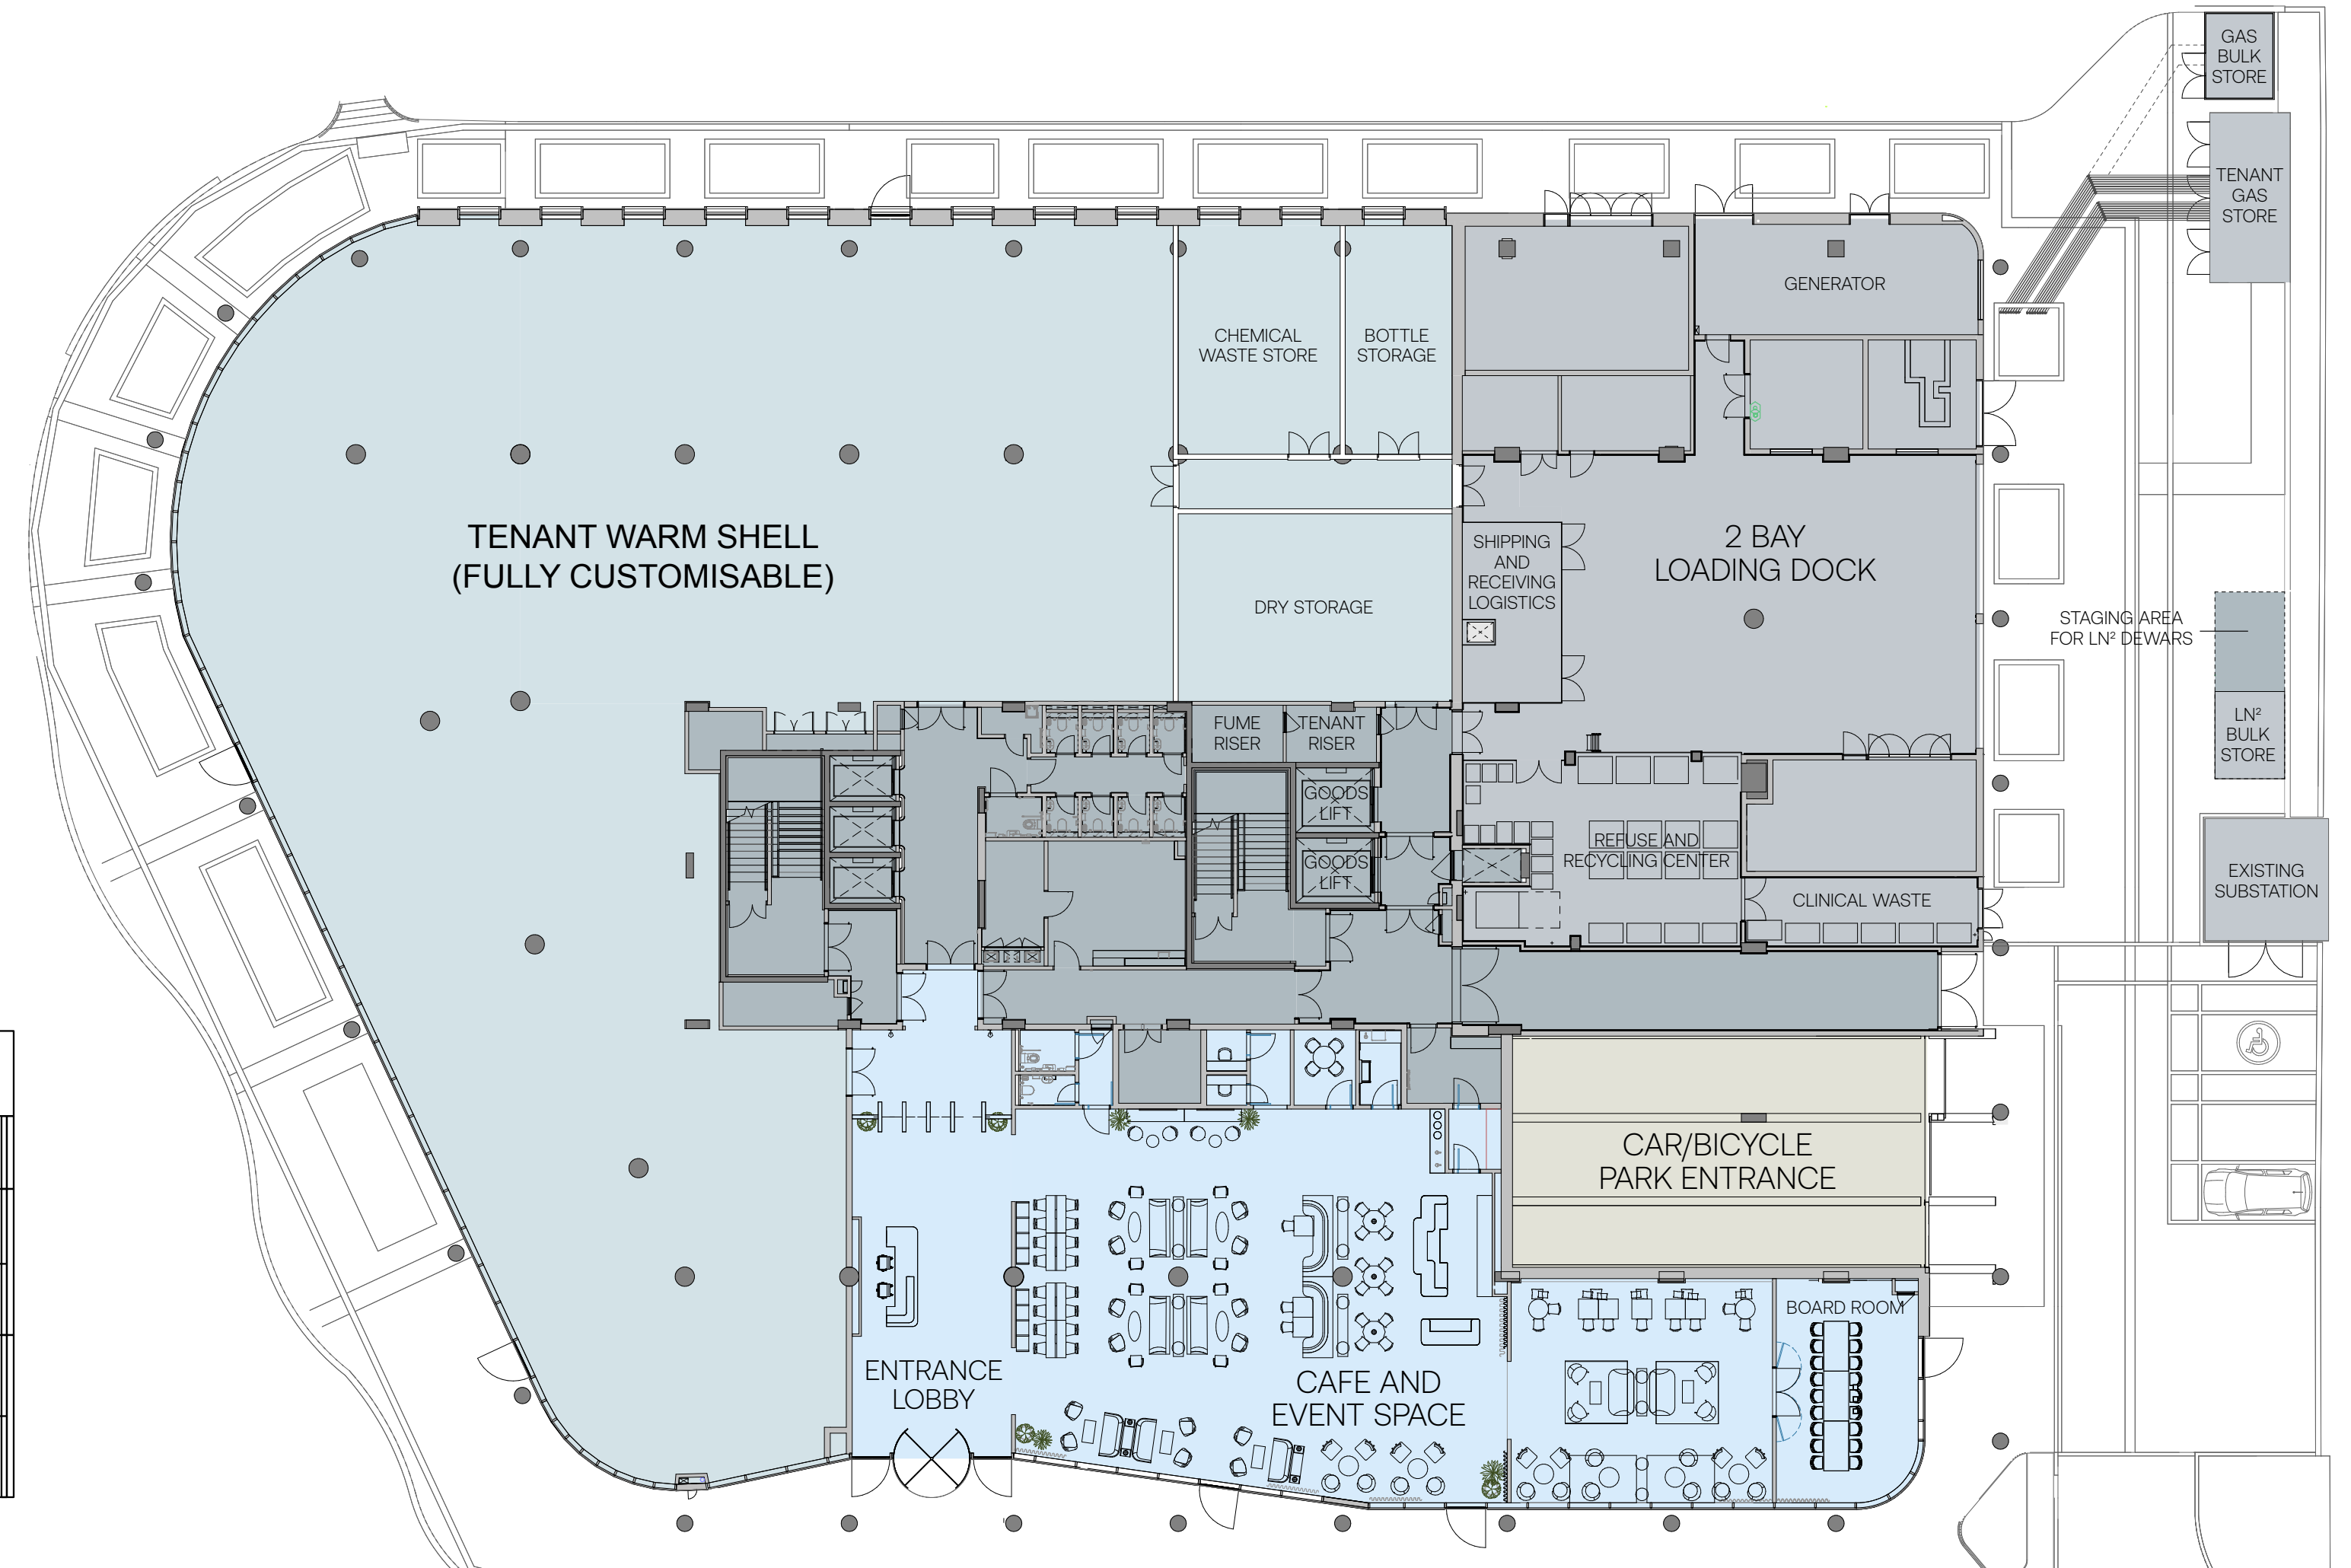 GAS
BULK
STORE
TENANT
GAS
STORE
GENERATOR
CHEMICAL
WASTE STORE
BOTTLE
STORAGE
TENANT WARM SHELL
(FULLY CUSTOMISABLE)
SHIPPING
AND
RECEIVING
LOGISTICS
2 BAY
LOADING DOCK
DRY STORAGE
STAGING AREA
FOR LN² DEWARS
LN²
BULK
STORE
FUME
RISER
TENANT
RISER
GOODS
LIFT
GOODS
LIFT
REFUSE AND
RECYCLING CENTER
CLINICAL WASTE
EXISTING
SUBSTATION
CAR/BICYCLE
PARK ENTRANCE
BOARD ROOM
ENTRANCE
LOBBY
CAFE AND
EVENT SPACE